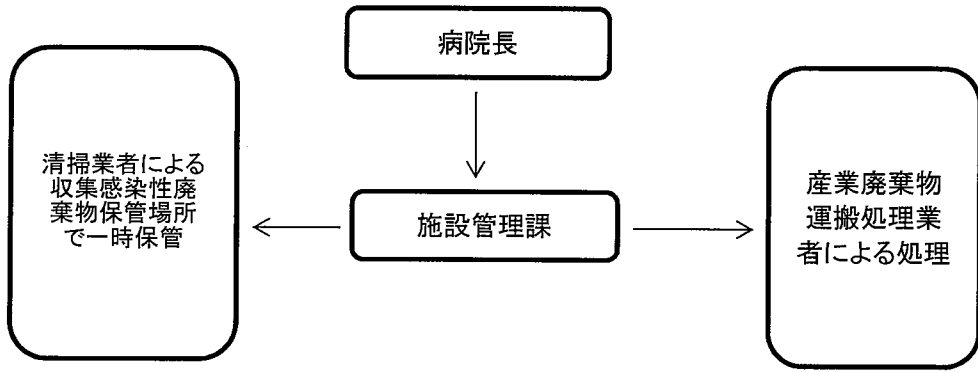 病院長
清掃業者による
収集感染性廃
棄物保管場所
で一時保管
施設管理課
産業廃棄物
運搬処理業
者による処理